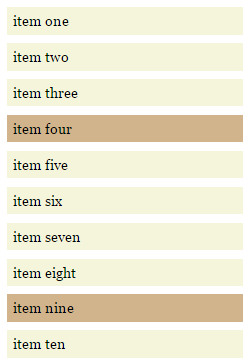 item one
item two
item three
item four
item five
item six
item seven
item eight
item nine
item ten